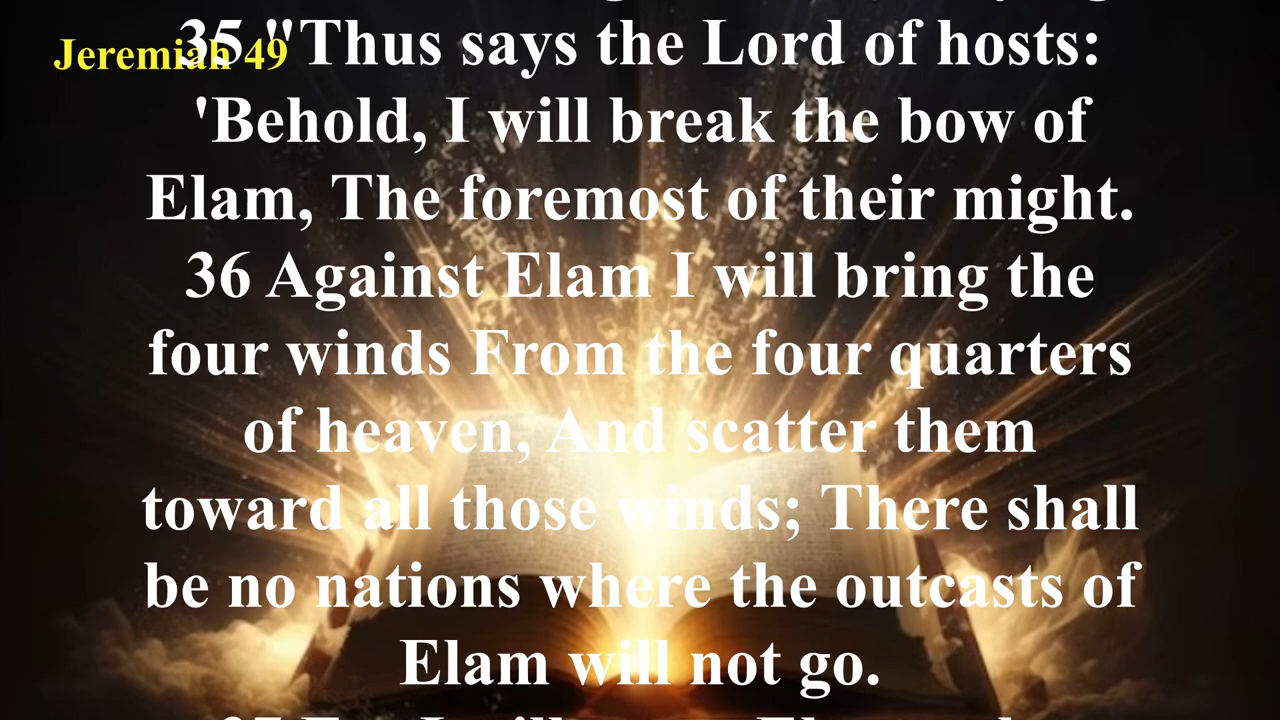 Jeremiah 49
35 "Thus says the Lord of hosts:
'Behold, I will break the bow of
Elam, The foremost of their might.
36 Against Elam I will bring the
four winds From the four quarters
of heaven, And scatter them
toward all those winds; There shall
be no nations where the outcasts of
Elam will not go.